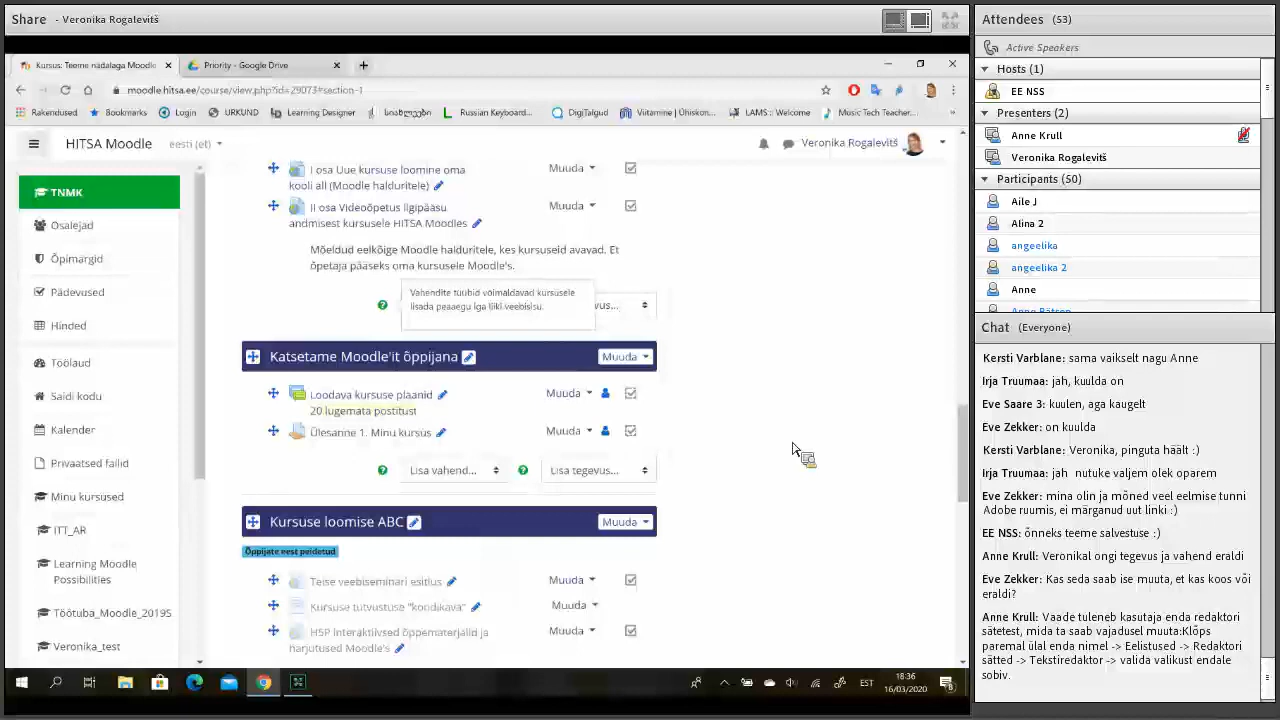 Share - Veronika Rogalevitš
Kursus: Teeme nädalaga Moodle
Priority - Google Drive
moodle.hitsa.ee/course/view.php?id=29073#section-1
Rakendused
Bookmarks
Login
URKUND
Learning Designer
Russian Keyboard...
DigiTalgud
Viitamine | Ühiskon...
LAMS :: Welcome
Music Tech Teacher...
HITSA Moodle
eesti (et)
Veronika Rogalevitš
TNMK
Osalejad
Õpimärgid
Pädevused
Hinded
Töölaud
Saidi kodu
Kalender
Privaatsed failid
Minu kursused
ITT_AR
Learning Moodle
Possibilities
Töötuba_Moodle_2019S
Veronika_test
I osa Uue kursuse loomine oma
kooli all (Moodle halduritele)
Muuda
II osa Videoõpetus ligipääsu
andmisest kursusele HITSA Moodles
Muuda
Mõeldud eelkõige Moodle halduritele, kes kursuseid avavad. Et
õpetaja pääseks oma kursusele Moodle's.
Vahendite tüübid võimaldavad kursusele
lisada peaaegu iga liiki veebisisu.
vus...
Katsetame Moodle'it õppijana
Muuda
Loodava kursuse plaanid
Muuda
20 lugemata postitust
Ülesanne 1. Minu kursus
Muuda
Lisa vahend...
Lisa tegevus...
Kursuse loomise ABC
Muuda
Õppijate eest peidetud
Teise veebiseminari esitlus
Muuda
Kursuse tutvustuse "koodikava"
Muuda
H5P interaktiivsed õppematerjalid ja
harjutused Moodle's
Muuda
EST
18:36
16/03/2020
8
Attendees (53)
Active Speakers
Hosts (1)
EE NSS
Presenters (2)
Anne Krull
Veronika Rogalevitš
Participants (50)
Aile J
Alina 2
angeelika
angeelika 2
Anne
Chat (Everyone)
Kersti Varblane: sama vaikselt nagu Anne
Irja Truumaa: jah, kuulda on
Eve Saare 3: kuulen, aga kaugelt
Eve Zekker: on kuulda
Kersti Varblane: Veronika, pinguta häält :)
Irja Truumaa: jah nutuke valjem olek oparem
Eve Zekker: mina olin ja mõned veel eelmise tunni
Adobe ruumis, ei märganud uut linki :)
EE NSS: õnneks teeme salvestuse :)
Anne Krull: Veronikal ongi tegevus ja vahend eraldi
Eve Zekker: Kas seda saab ise muuta, et kas koos või
eraldi?
Anne Krull: Vaade tuleneb kasutaja enda redaktori
sätetest, mida ta saab vajadusel muuta:Klõps
paremal ülal enda nimel -> Eelistused -> Redaktori
sätted -> Tekstiredaktor -> valida valikust endale
sobiv.